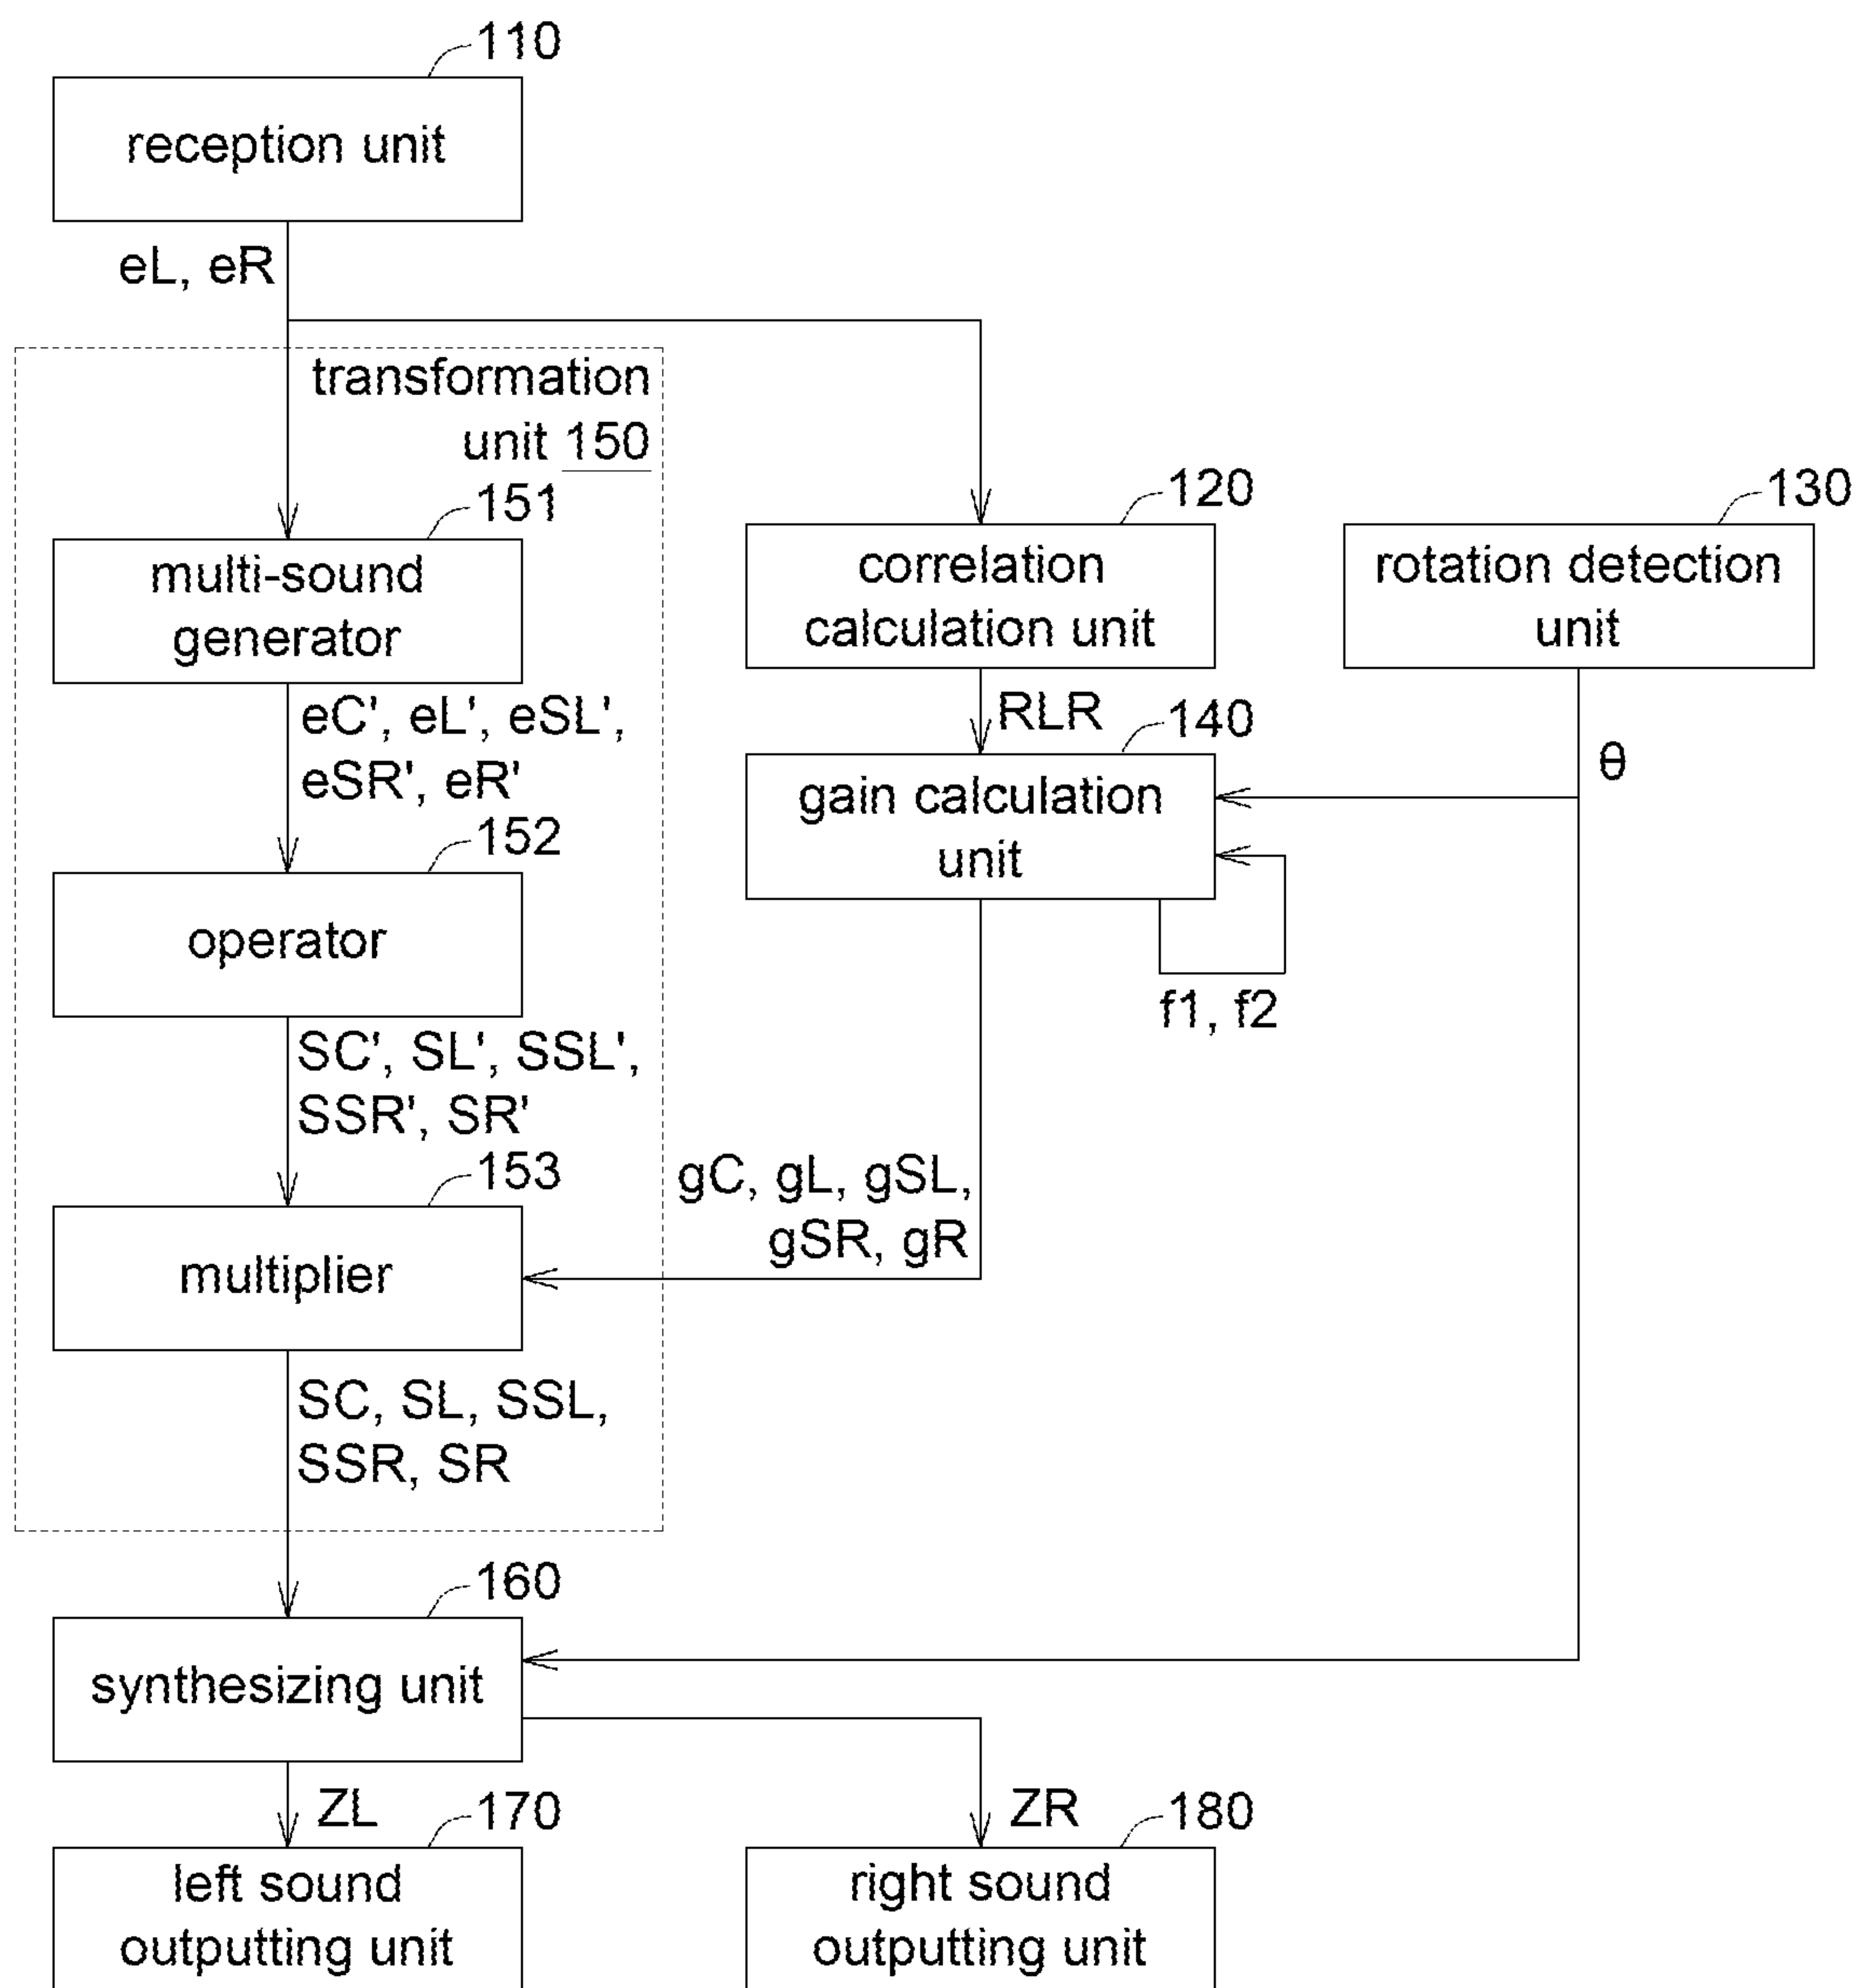 110
reception unit
eL, eR
transformation
unit 150
151
multi-sound
generator
120
correlation
calculation unit
130
rotation detection
unit
eC', eL', eSL',
eSR', eR'
RLR
140
gain calculation
unit
θ
f1, f2
152
operator
SC', SL', SSL',
SSR', SR'
153
multiplier
gC, gL, gSL,
gSR, gR
SC, SL, SSL,
SSR, SR
160
synthesizing unit
ZL
170
left sound
outputting unit
ZR
180
right sound
outputting unit